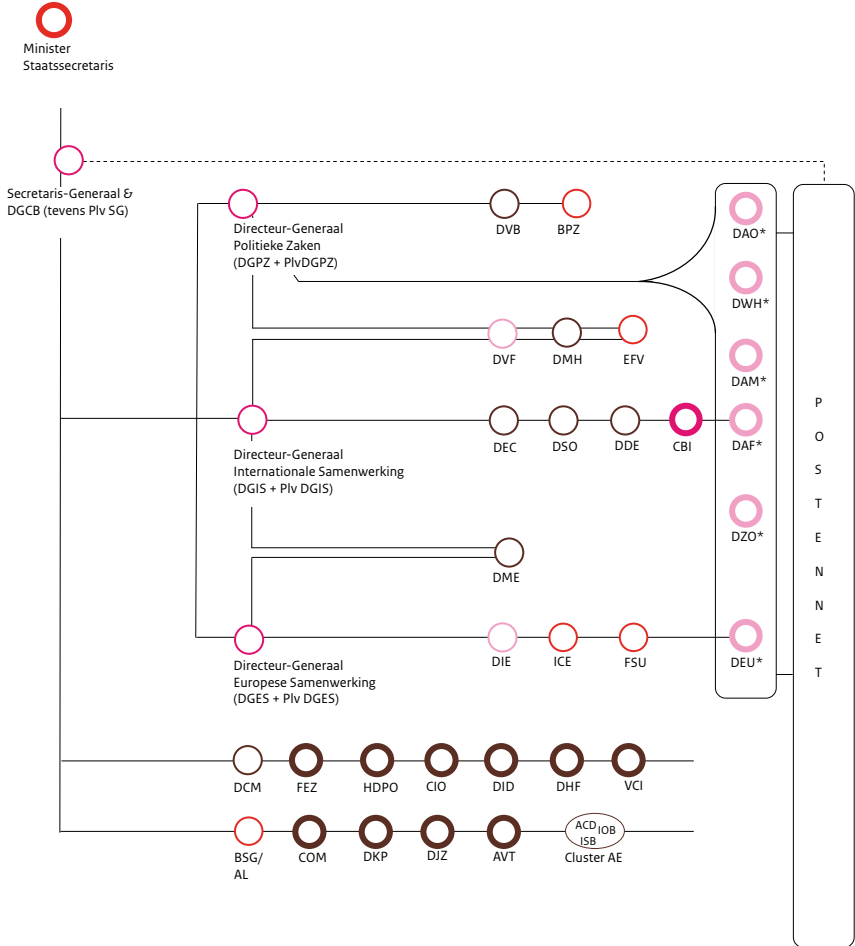 Minister
Staatssecretaris
Secretaris-Generaal &
DGCB (tevens Plv SG)
Directeur-Generaal
Politieke Zaken
(DGPZ + PlvDGPZ)
DVB
BPZ
DAO*
DWH*
DVF
DMH
EFV
DAM*
Directeur-Generaal
Internationale Samenwerking
(DGIS + Plv DGIS)
DEC
DSO
DDE
CBI
DAF*
DZO*
DME
Directeur-Generaal
Europese Samenwerking
(DGES + Plv DGES)
DIE
ICE
FSU
DEU*
P
O
S
T
E
N
N
E
T
DCM
FEZ
HDPO
CIO
DID
DHF
VCI
BSG/
AL
COM
DKP
DJZ
AVT
ACD IOB
ISB
Cluster AE